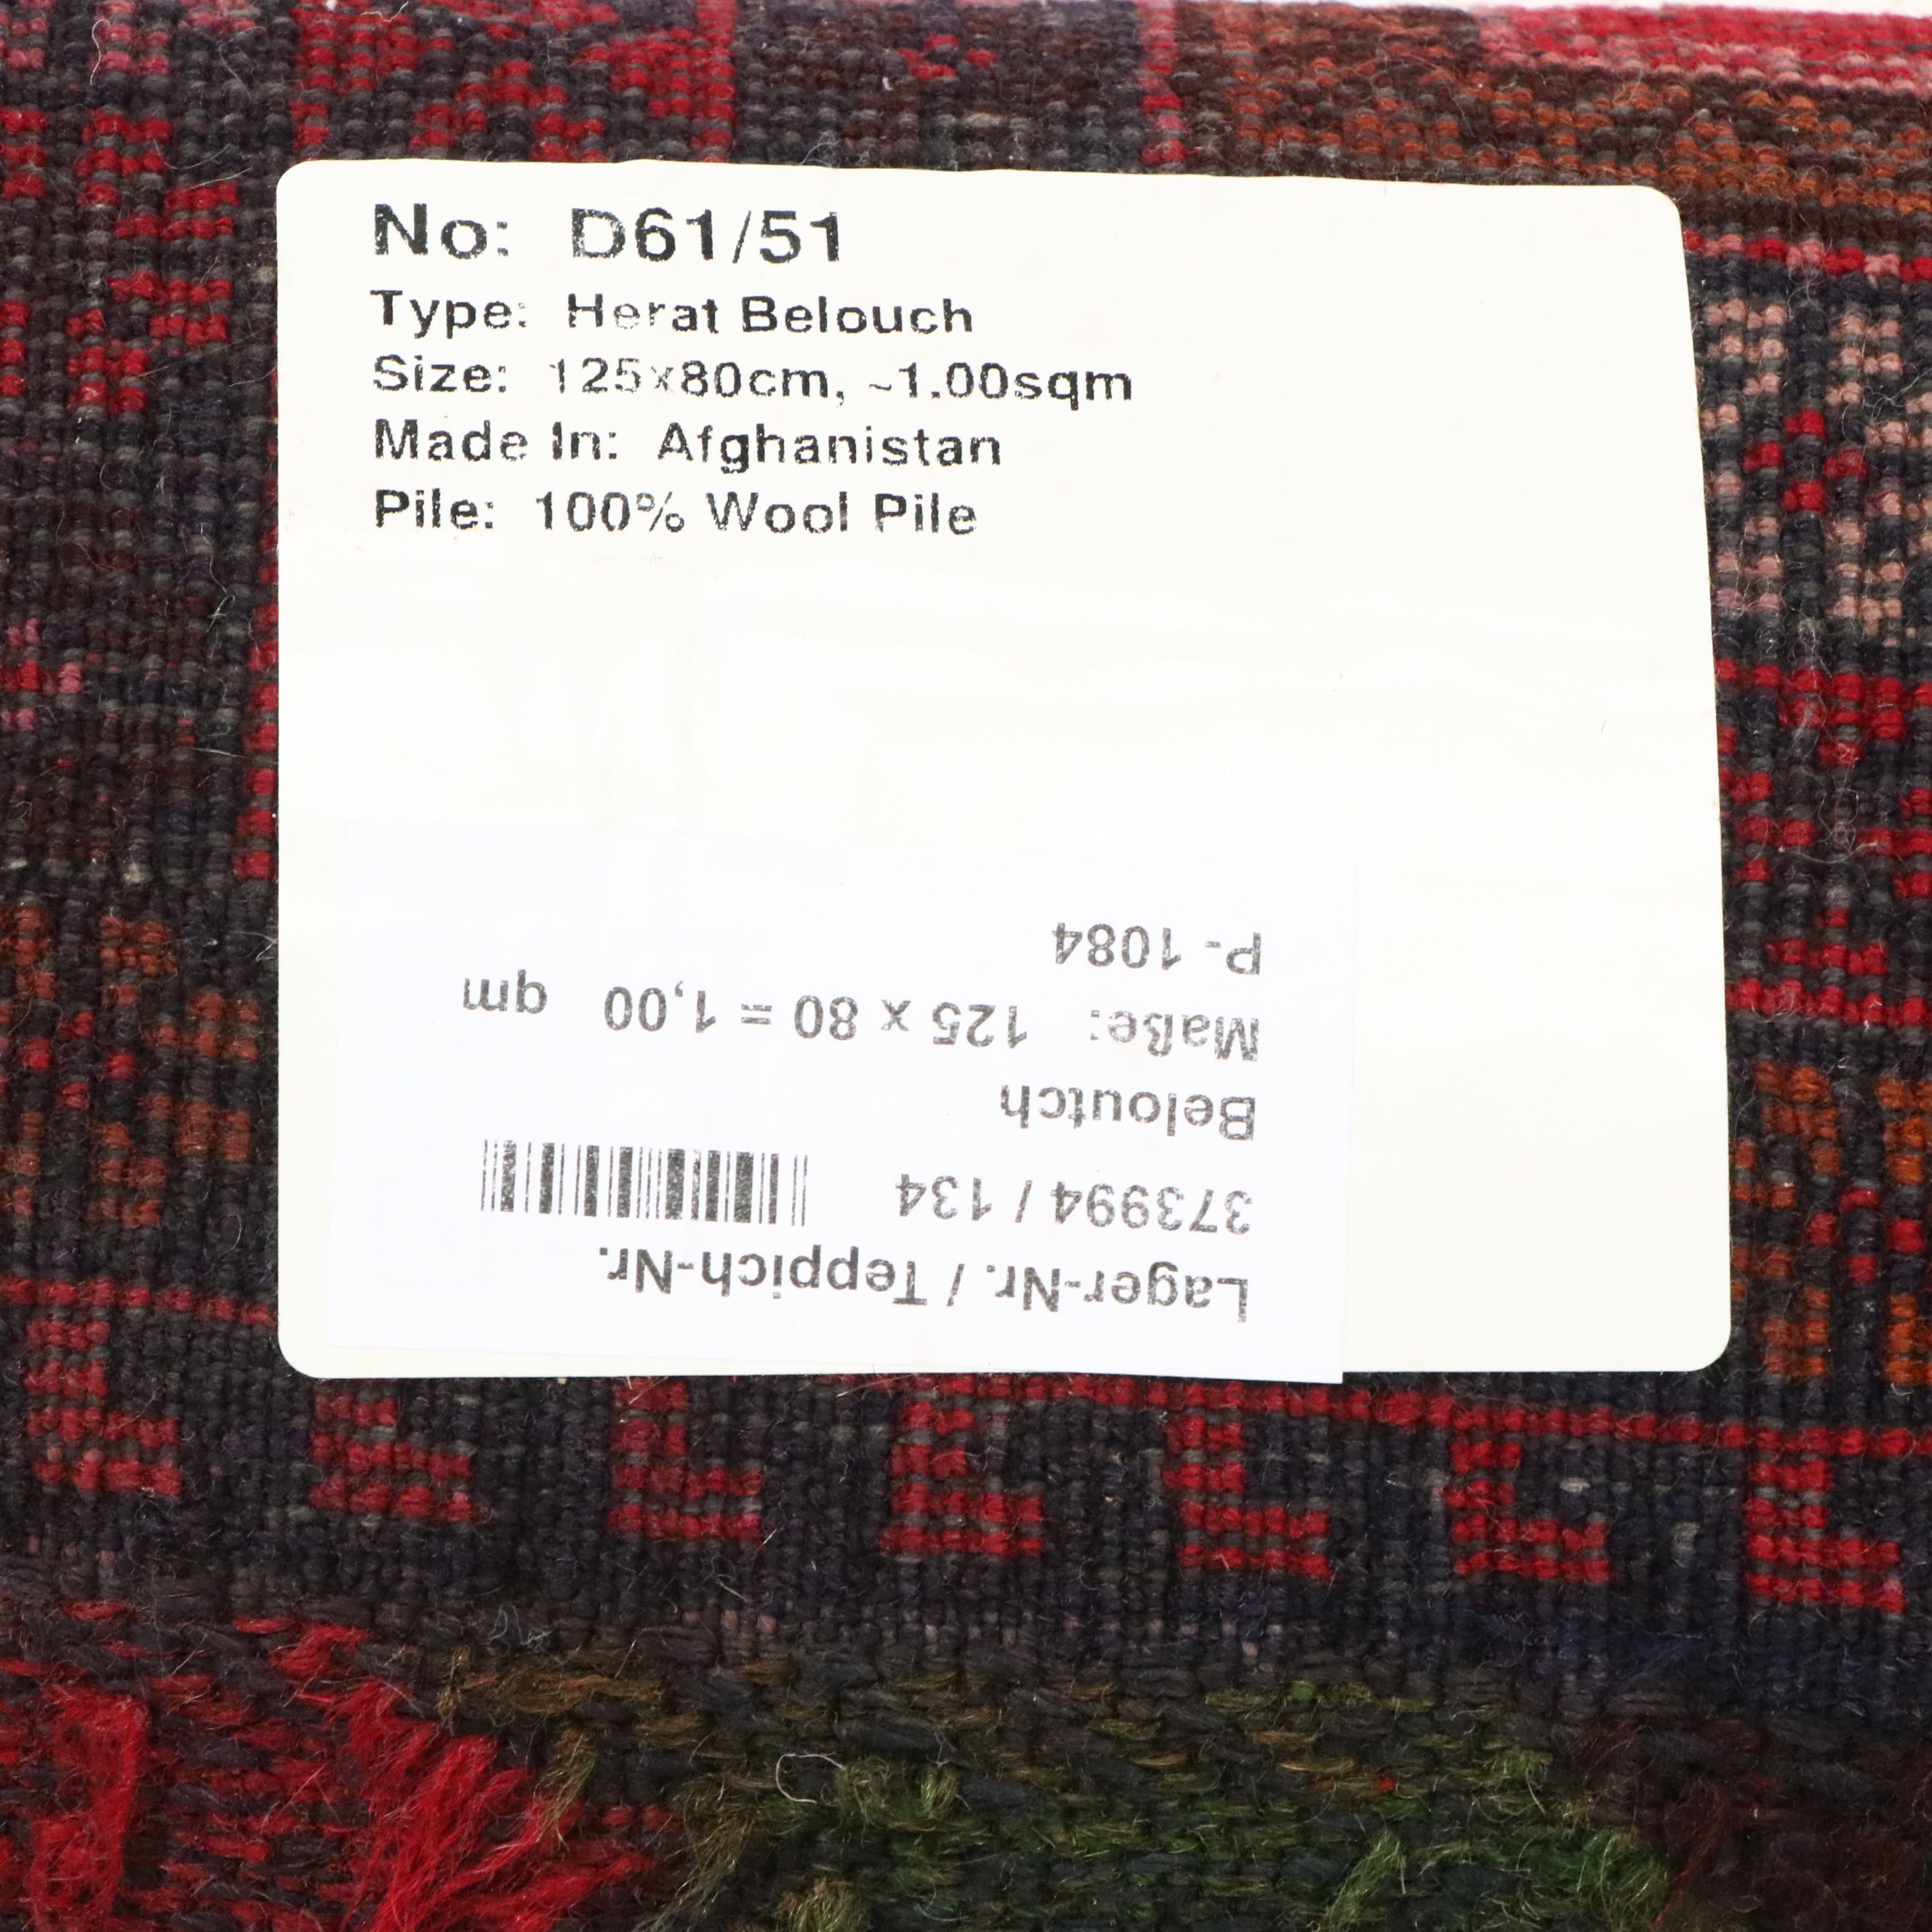 No: D61/51
Type: Herat Belouch
Size: 125x80cm, ~1.00sqm
Made In: Afghanistan
Pile: 100% Wool Pile
Lager-Nr. / Teppich-Nr.
373994 / 134
Beloutch
Maße: 125 x 80 = 1,00 qm
P- 1084